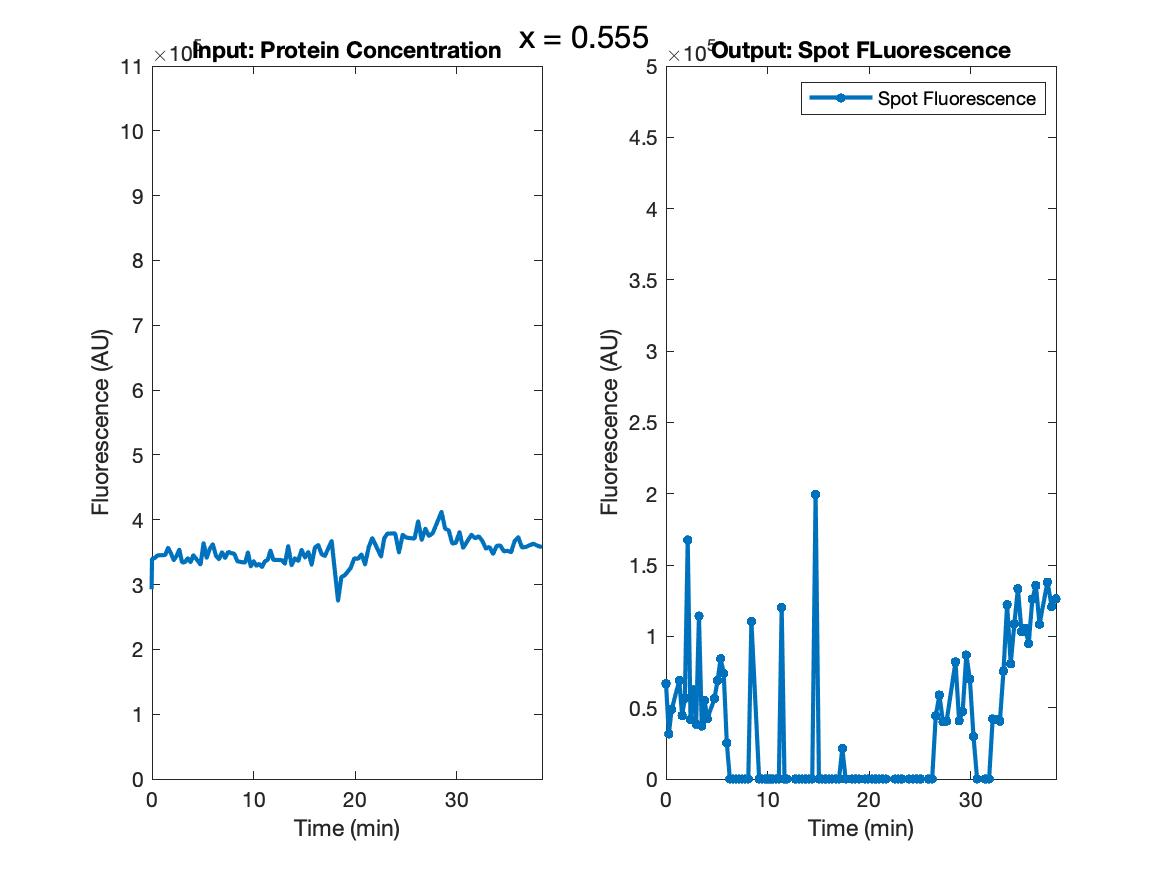 x = 0.555
×10⁵
Input: Protein Concentration
11
10
9
8
7
6
5
4
3
2
1
0
0 10 20 30
Fluorescence (AU)
Time (min)
×10⁵
Output: Spot FLuorescence
Spot Fluorescence
5
4.5
4
3.5
3
2.5
2
1.5
1
0.5
0
0 10 20 30
Fluorescence (AU)
Time (min)